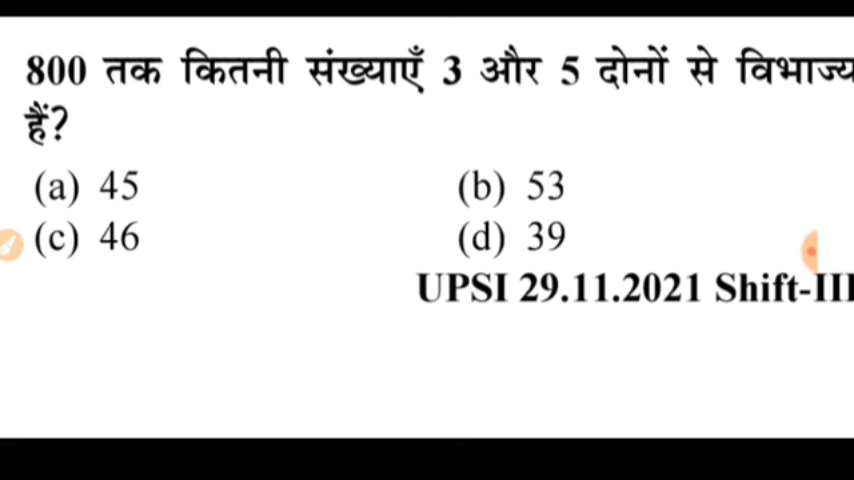 800 तक कितनी संख्याएँ 3 और 5 दोनों से विभाज्य
हैं?
(a) 45 (b) 53
(c) 46 (d) 39
UPSI 29.11.2021 Shift-III